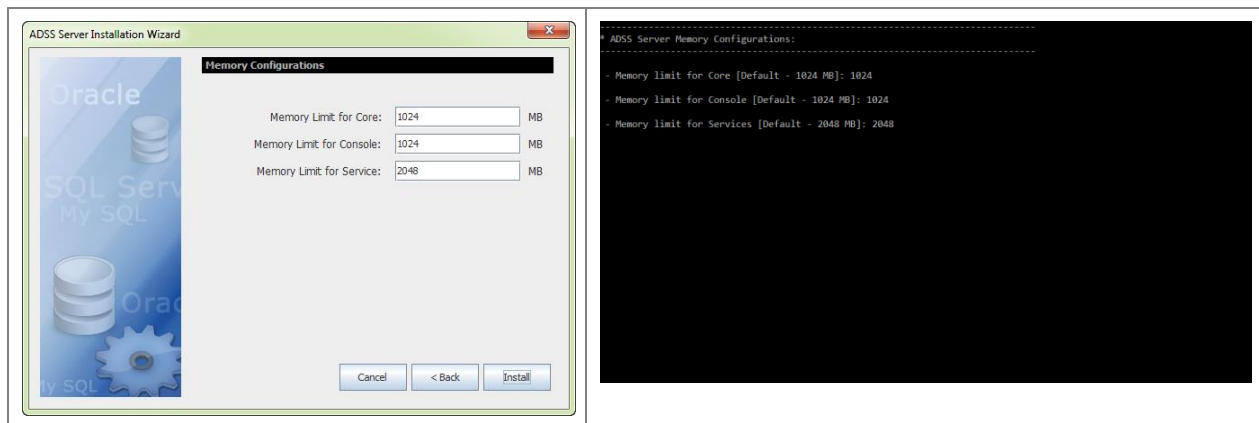 ADSS Server Installation Wizard
Memory Configurations
Oracle
SQL Serv
My SQL
Orac
ly SQL
Memory Limit for Core: 1024 MB
Memory Limit for Console: 1024 MB
Memory Limit for Service: 2048 MB
Cancel < Back Install
--------------------------------------------------------------------------------
* ADSS Server Memory Configurations:
--------------------------------------------------------------------------------
- Memory limit for Core [Default - 1024 MB]: 1024
- Memory limit for Console [Default - 1024 MB]: 1024
- Memory limit for Services [Default - 2048 MB]: 2048